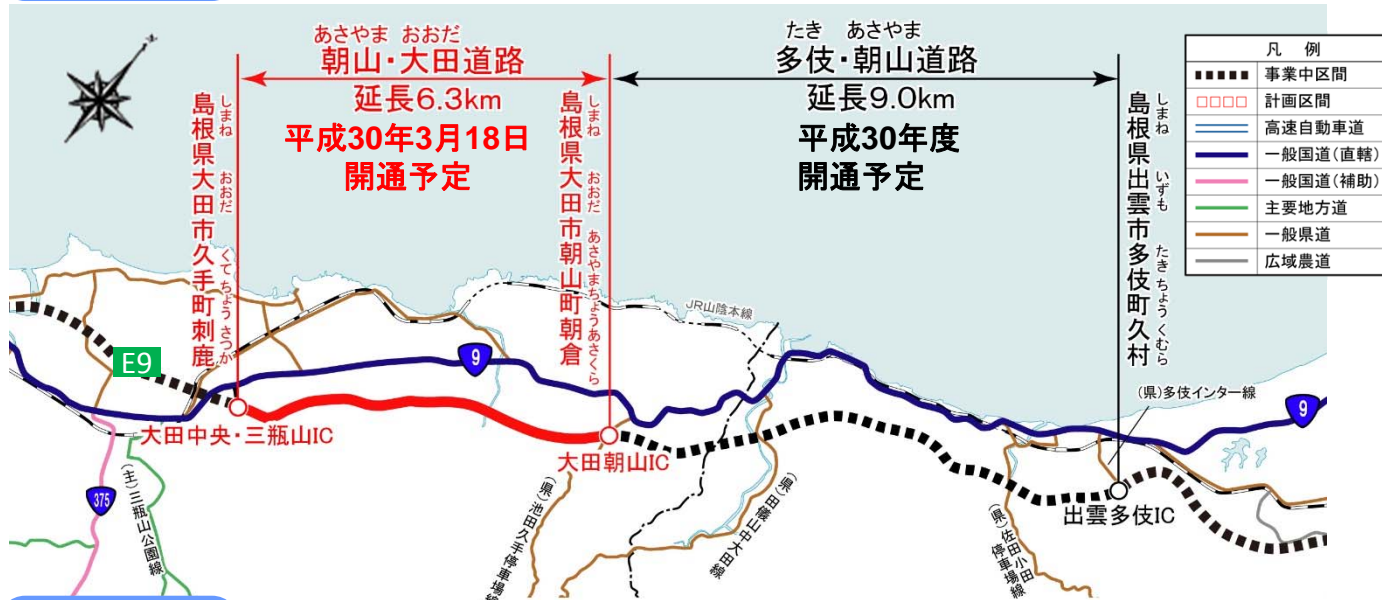 あさやま おおだ
朝山・大田道路
延長6.3km
平成30年3月18日
開通予定
たき あさやま
多伎・朝山道路
延長9.0km
平成30年度
開通予定
しまね おおだ くてちょう さつか
島根県大田市久手町刺鹿
しまね おおだ あさやまちょうあさくら
島根県大田市朝山町朝倉
しまね いずも たきちょうくむら
島根県出雲市多伎町久村
凡 例
事業中区間
計画区間
高速自動車道
一般国道(直轄)
一般国道(補助)
主要地方道
一般県道
広域農道
JR山陰本線
E9
9
(県)多伎インター線
9
大田中央・三瓶山IC
大田朝山IC
出雲多伎IC
375
(主)三瓶山公園線
(県)池田久手停車場線
(県)田儀山中大田線
(県)佐田小田
停車場線